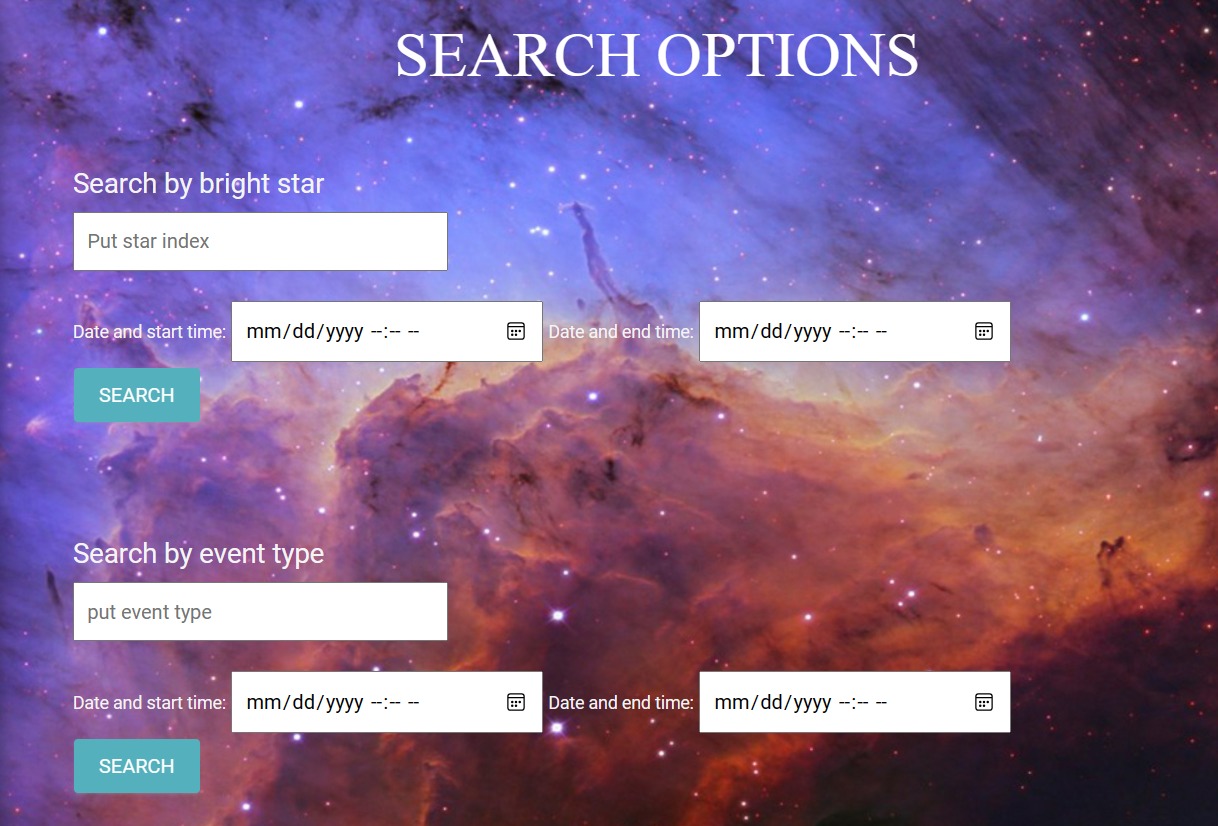 SEARCH OPTIONS
Search by bright star
Put star index
Date and start time: mm/dd/yyyy --:-- -- Date and end time: mm/dd/yyyy --:-- --
SEARCH
Search by event type
put event type
Date and start time: mm/dd/yyyy --:-- -- Date and end time: mm/dd/yyyy --:-- --
SEARCH